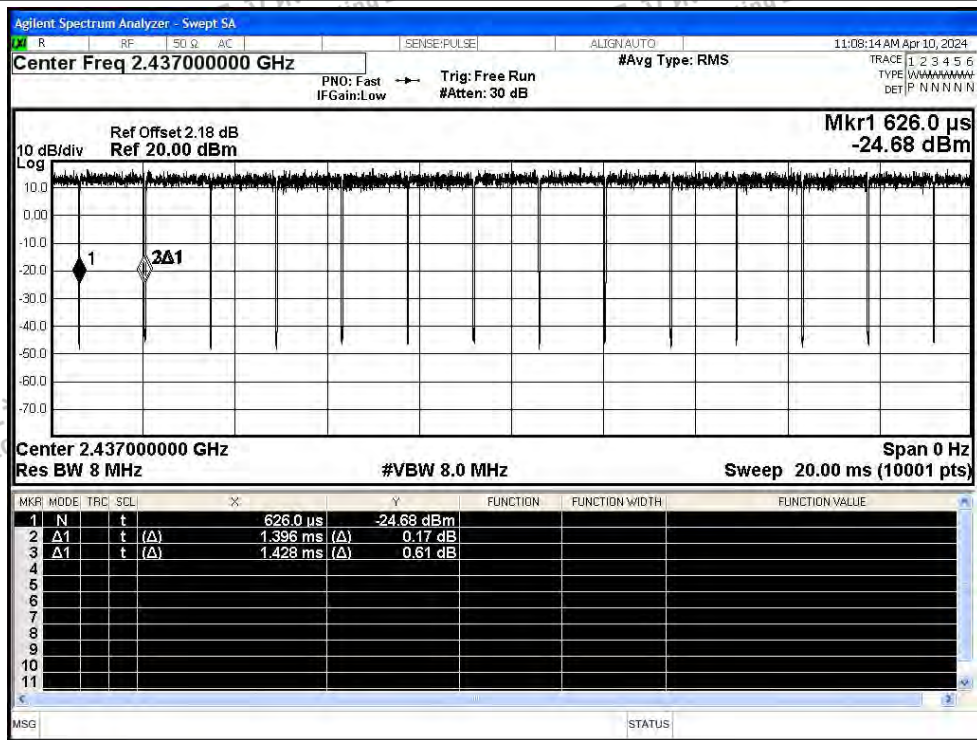 Agilent Spectrum Analyzer - Swept SA
LXI R RF 50 Ω AC SENSE:PULSE ALIGN AUTO 11:08:14 AM Apr 10, 2024
Center Freq 2.437000000 GHz #Avg Type: RMS TRACE 1 2 3 4 5 6
PNO: Fast Trig: Free Run TYPE WWWWWW
IFGain:Low #Atten: 30 dB DET P N N N N N
Mkr1 626.0 µs
Ref Offset 2.18 dB
10 dB/div Ref 20.00 dBm -24.68 dBm
Log
10.0
0.00
-10.0
1 3Δ1
-20.0
-30.0
-40.0
-50.0
-60.0
-70.0
Center 2.437000000 GHz Span 0 Hz
Res BW 8 MHz #VBW 8.0 MHz Sweep 20.00 ms (10001 pts)
MKR MODE TRC SCL X Y FUNCTION FUNCTION WIDTH FUNCTION VALUE
1 N t 626.0 µs -24.68 dBm
2 Δ1 t (Δ) 1.396 ms (Δ) 0.17 dB
3 Δ1 t (Δ) 1.428 ms (Δ) 0.61 dB
4
5
6
7
8
9
10
11
MSG STATUS